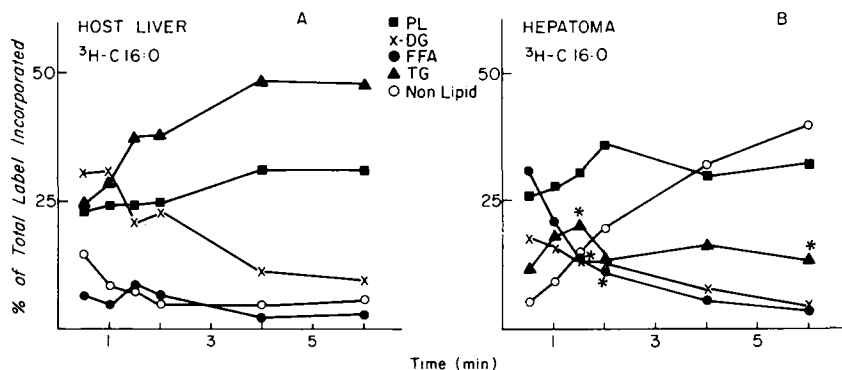 HOST LIVER
³H-C 16:0
A
% of Total Label Incorporated
50
25
1
3
5
PL
DG
FFA
TG
Non Lipid
HEPATOMA
³H-C 16:0
B
50
25
*
*
*
*
1
3
5
Time (min)